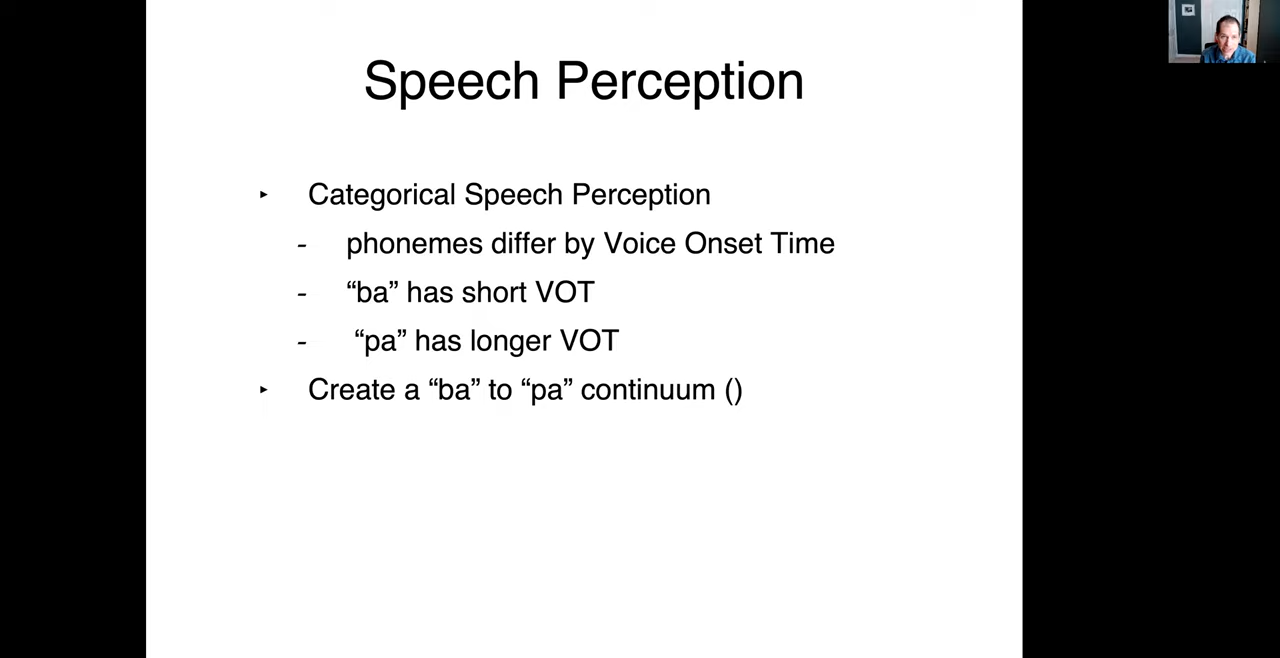 Speech Perception
‣ Categorical Speech Perception
- phonemes differ by Voice Onset Time
- “ba” has short VOT
- “pa” has longer VOT
‣ Create a “ba” to “pa” continuum ()